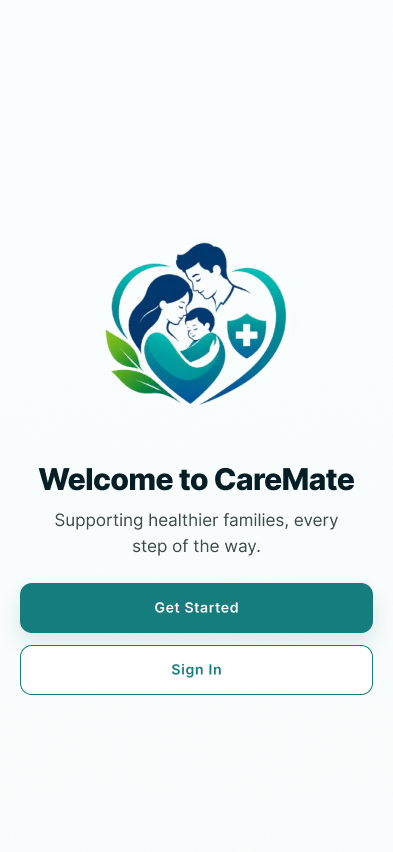 Welcome to CareMate
Supporting healthier families, every
step of the way.
Get Started
Sign In